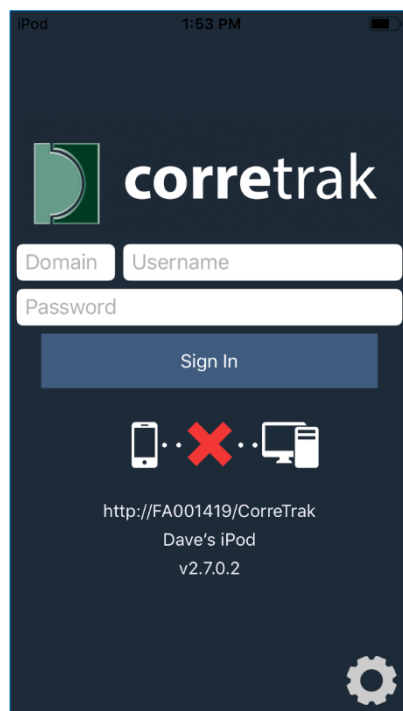 iPod 1:53 PM
corretrak
Domain Username
Password
Sign In
http://FA001419/CorreTrak
Dave's iPod
v2.7.0.2